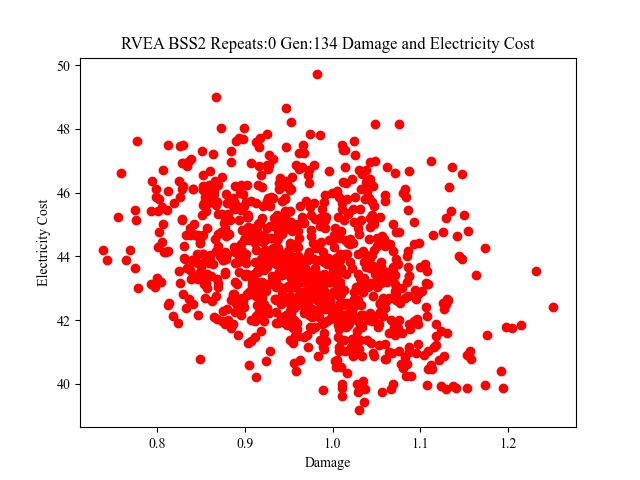 RVEA BSS2 Repeats:0 Gen:134 Damage and Electricity Cost
50
48
46
44
42
40
Electricity Cost
0.8 0.9 1.0 1.1 1.2
Damage